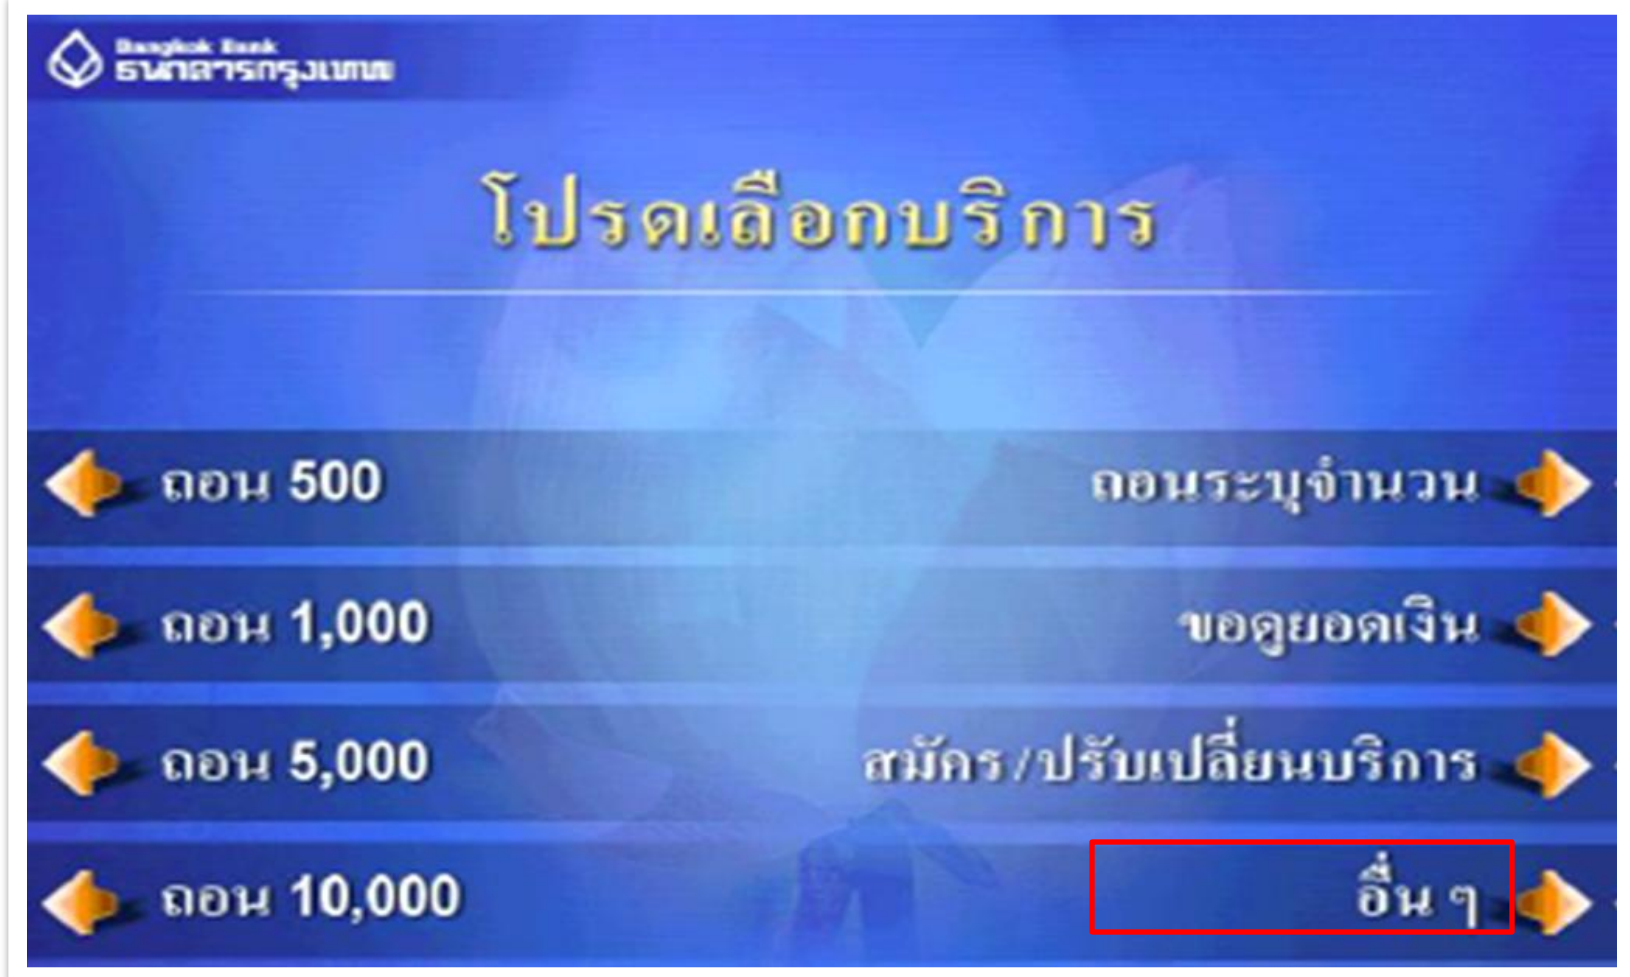 Bangkok Bank
ธนาคารกรุงเทพ
โปรดเลือกบริการ
ถอน 500
ถอนระบุจำนวน
ถอน 1,000
ขอดูยอดเงิน
ถอน 5,000
สมัคร/ปรับเปลี่ยนบริการ
ถอน 10,000
อื่น ๆ